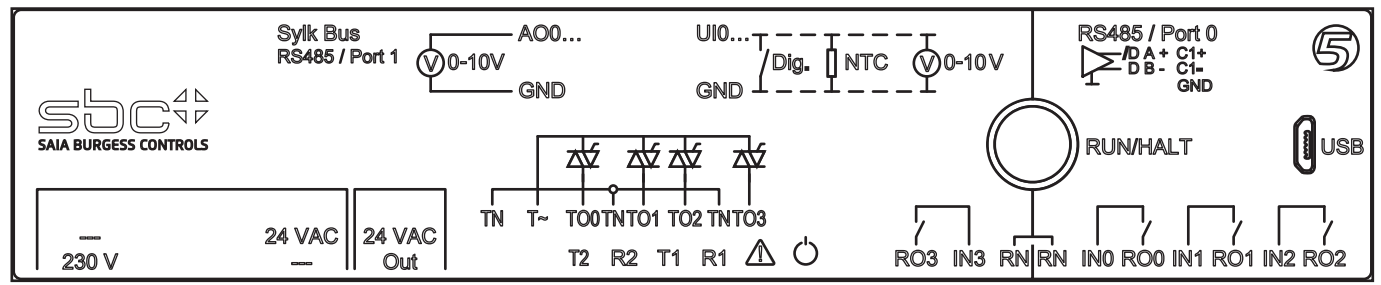 Sylk Bus
RS485 / Port 1
V 0-10V
AO0...
GND
UI0...
Dig.
NTC
V 0-10V
GND
RS485 / Port 0
/D A + C1+
D B - C1-
GND
5
sbc+
SAIA BURGESS CONTROLS
RUN/HALT
USB
TN T~ TO0 TN TO1 TO2 TN TO3
T2 R2 T1 R1
---
230 V
24 VAC
---
24 VAC
Out
RO3 IN3 RN RN IN0 RO0 IN1 RO1 IN2 RO2